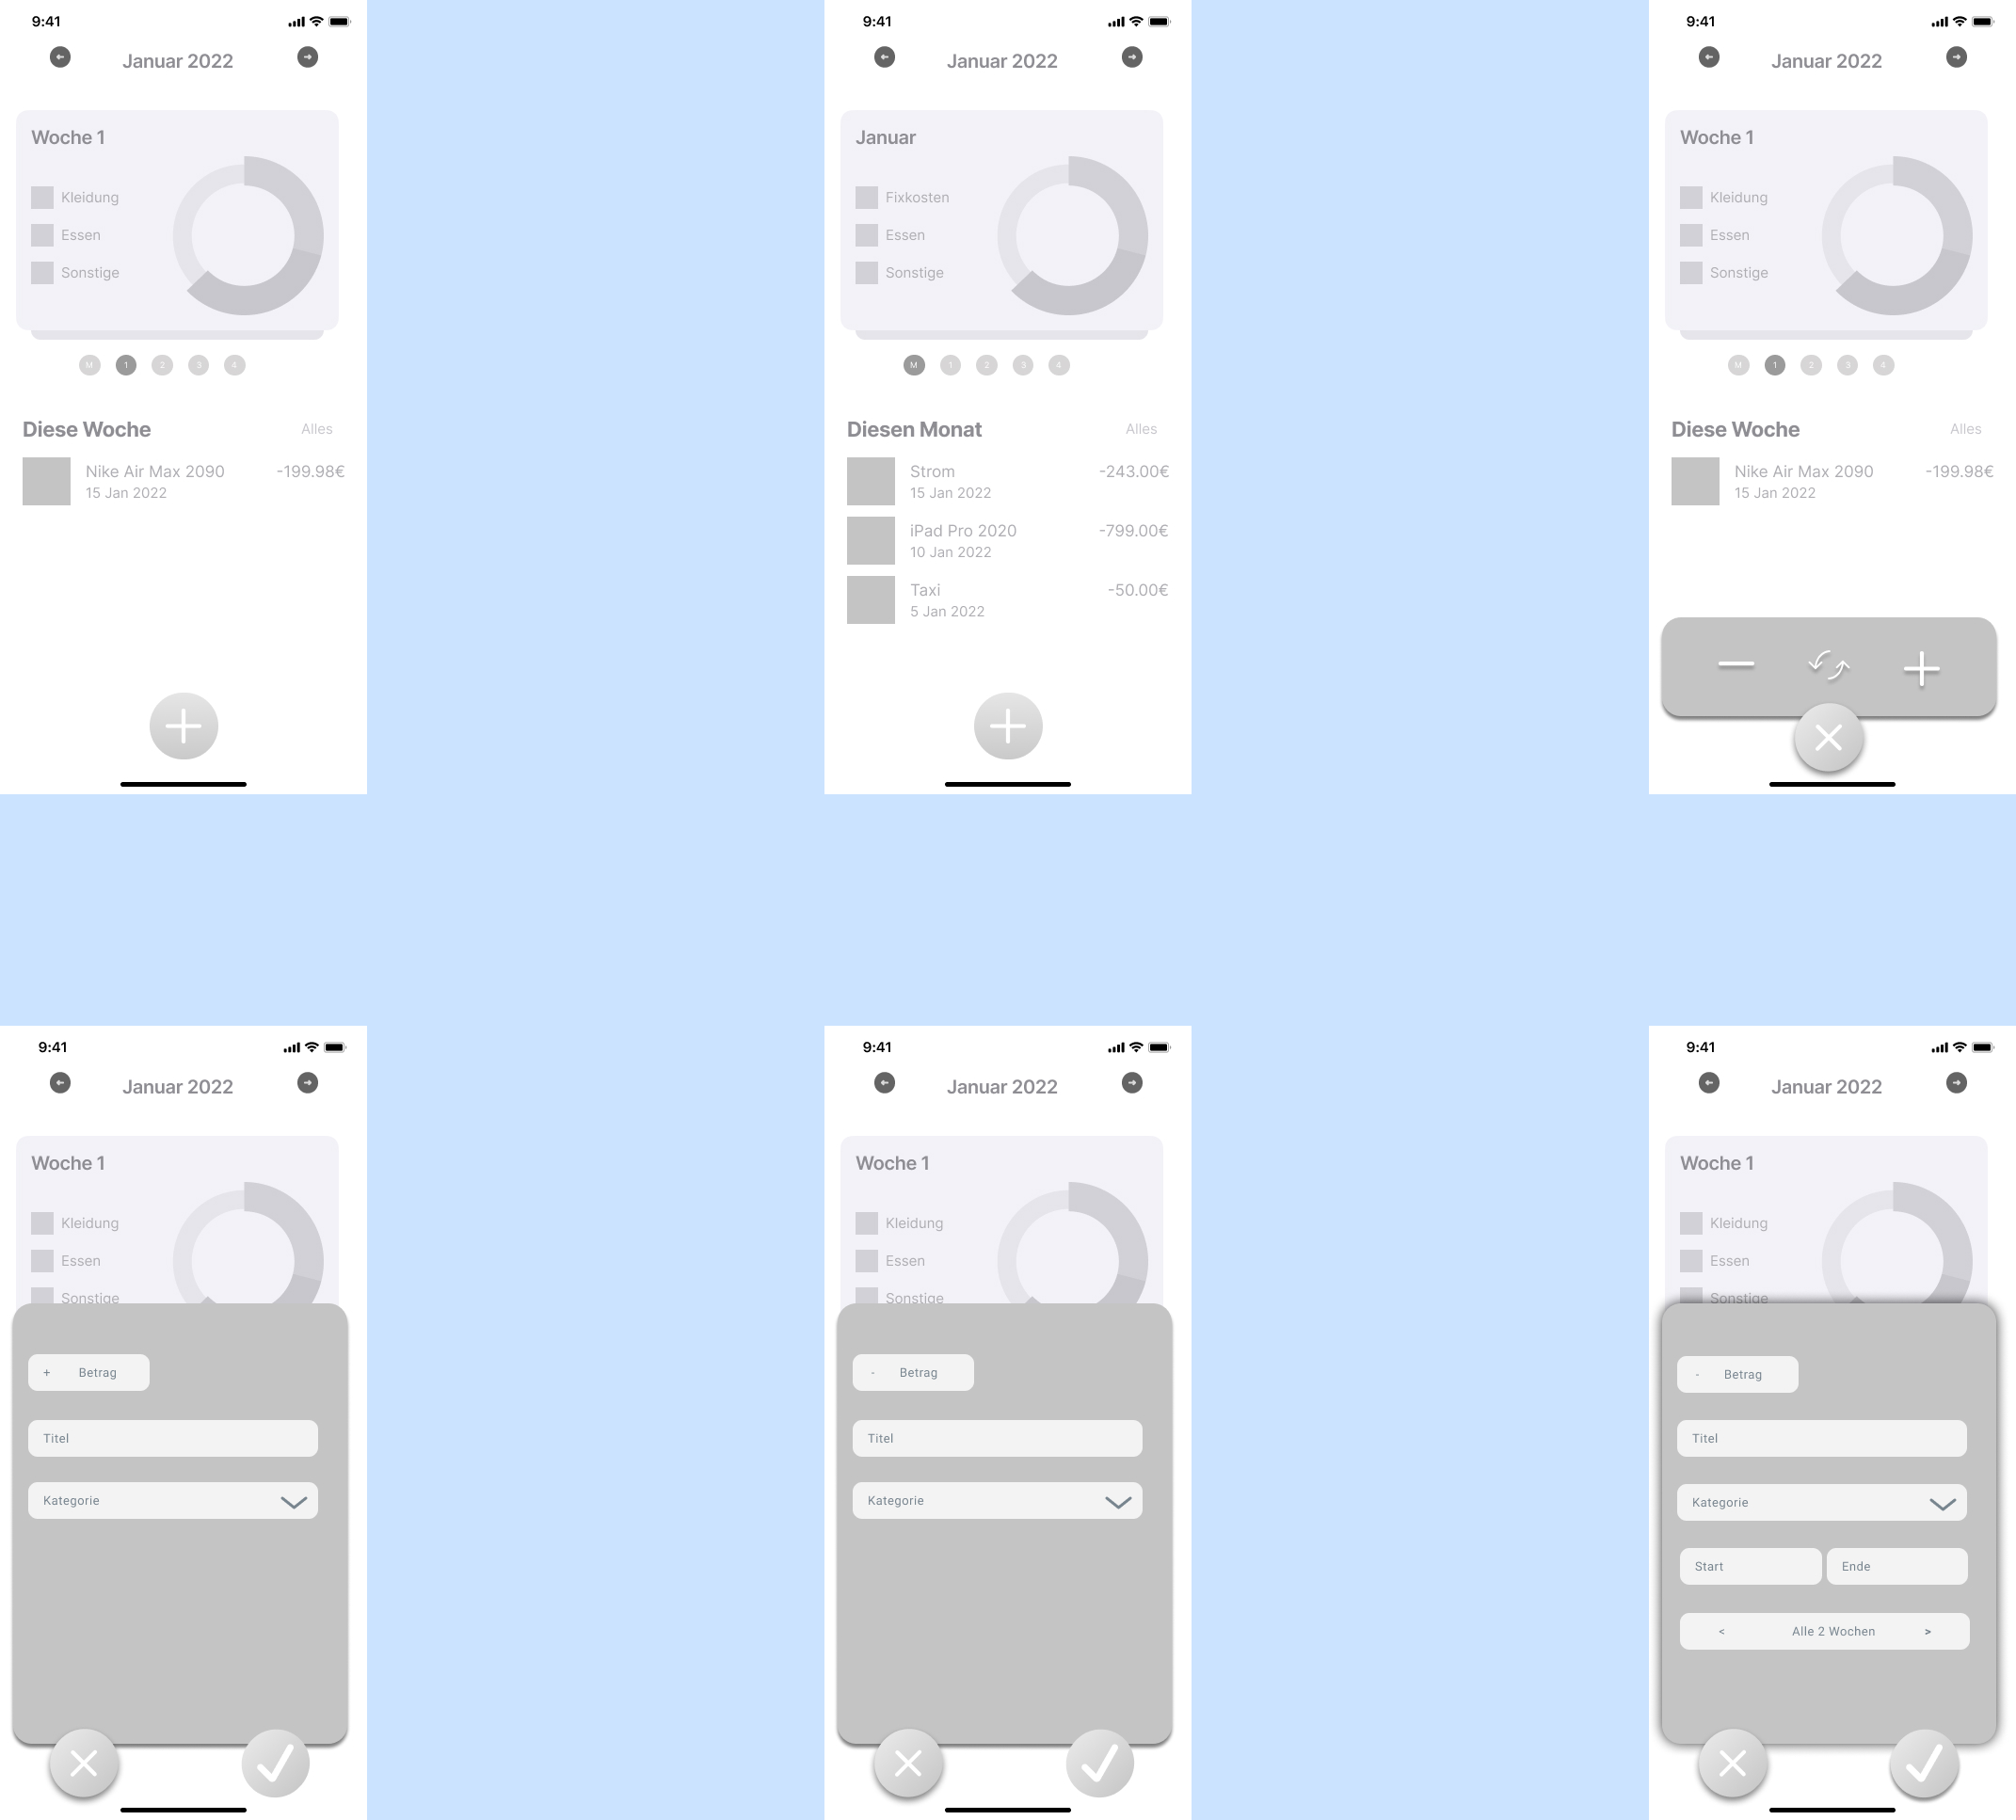 9:41
Januar 2022
Woche 1
Kleidung
Essen
Sonstige
M 1 2 3 4
Diese Woche Alles
Nike Air Max 2090 -199.98€
15 Jan 2022
9:41
Januar 2022
Januar
Fixkosten
Essen
Sonstige
M 1 2 3 4
Diesen Monat Alles
Strom -243.00€
15 Jan 2022
iPad Pro 2020 -799.00€
10 Jan 2022
Taxi -50.00€
5 Jan 2022
9:41
Januar 2022
Woche 1
Kleidung
Essen
Sonstige
M 1 2 3 4
Diese Woche Alles
Nike Air Max 2090 -199.98€
15 Jan 2022
9:41
Januar 2022
Woche 1
Kleidung
Essen
Sonstige
+ Betrag
Titel
Kategorie
9:41
Januar 2022
Woche 1
Kleidung
Essen
Sonstige
- Betrag
Titel
Kategorie
9:41
Januar 2022
Woche 1
Kleidung
Essen
Sonstige
- Betrag
Titel
Kategorie
Start Ende
< Alle 2 Wochen >